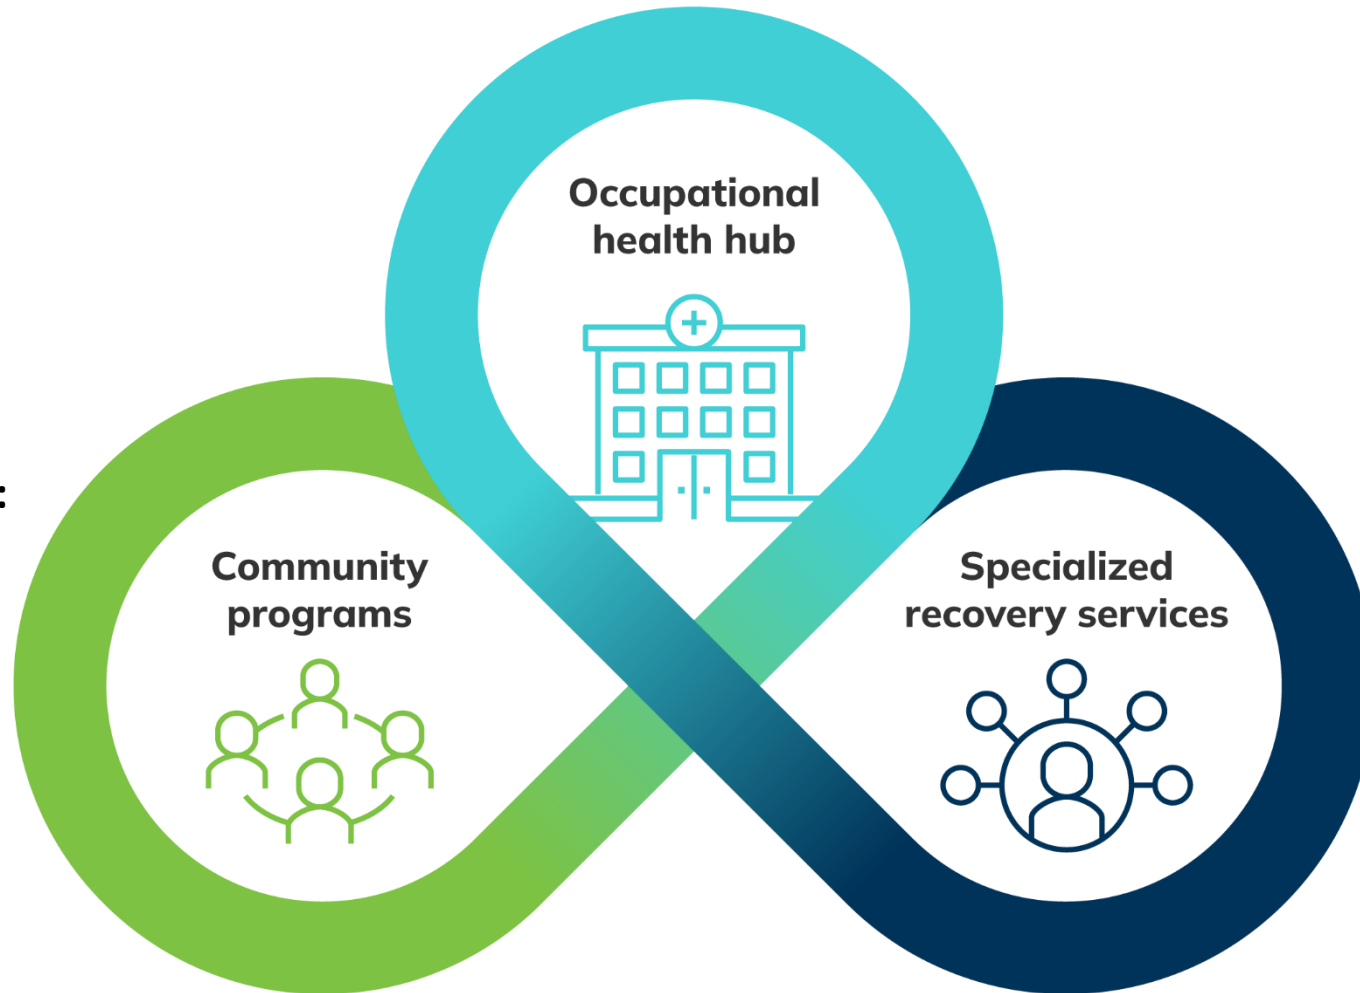 Occupational
health hub
:
Community
programs
Specialized
recovery services